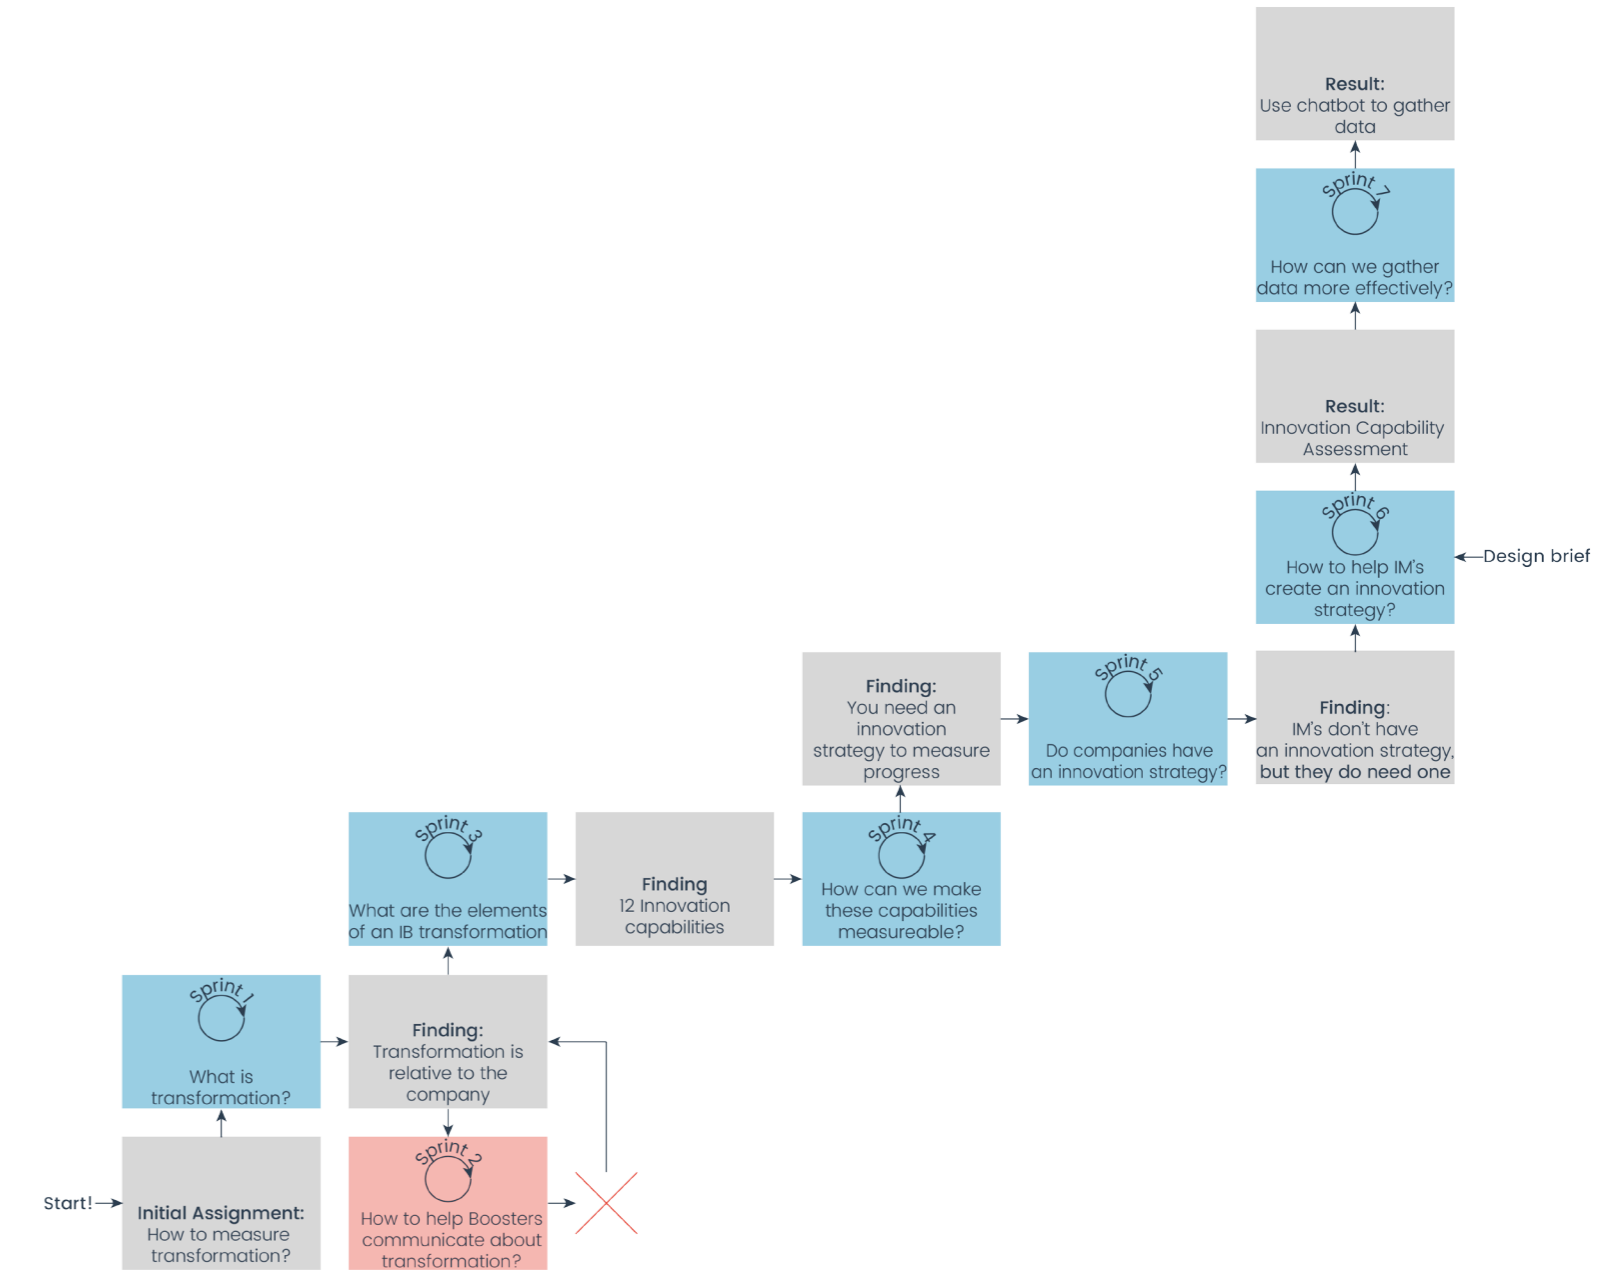 Result:
Use chatbot to gather
data
Sprint 7
How can we gather
data more effectively?
Result:
Innovation Capability
Assessment
Sprint 6
How to help IM's
create an innovation
strategy?
Design brief
Finding:
You need an
innovation
strategy to measure
progress
Sprint 5
Do companies have
an innovation strategy?
Finding:
IM's don't have
an innovation strategy,
but they do need one
Sprint 3
What are the elements
of an IB transformation
Finding
12 Innovation
capabilities
Sprint 4
How can we make
these capabilities
measureable?
Sprint 1
What is
transformation?
Finding:
Transformation is
relative to the
company
Start!
Initial Assignment:
How to measure
transformation?
Sprint 2
How to help Boosters
communicate about
transformation?